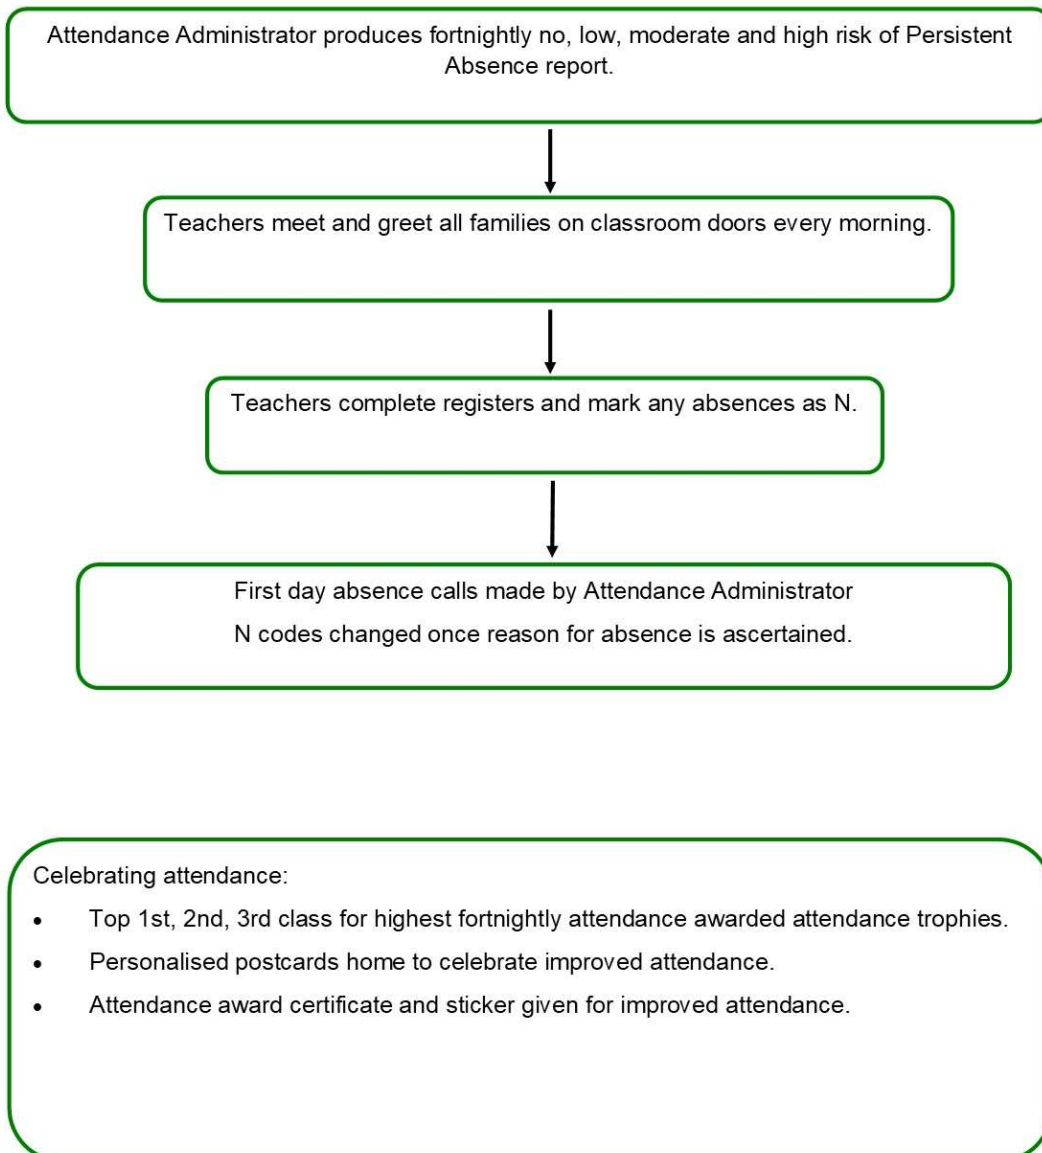 Attendance Administrator produces fortnightly no, low, moderate and high risk of Persistent
Absence report.
Teachers meet and greet all families on classroom doors every morning.
Teachers complete registers and mark any absences as N.
First day absence calls made by Attendance Administrator
N codes changed once reason for absence is ascertained.
Celebrating attendance:
• Top 1st, 2nd, 3rd class for highest fortnightly attendance awarded attendance trophies.
• Personalised postcards home to celebrate improved attendance.
• Attendance award certificate and sticker given for improved attendance.